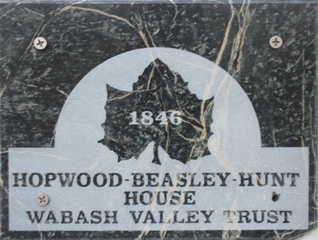 1846
HOPWOOD-BEASLEY-HUNT
HOUSE
WABASH VALLEY TRUST